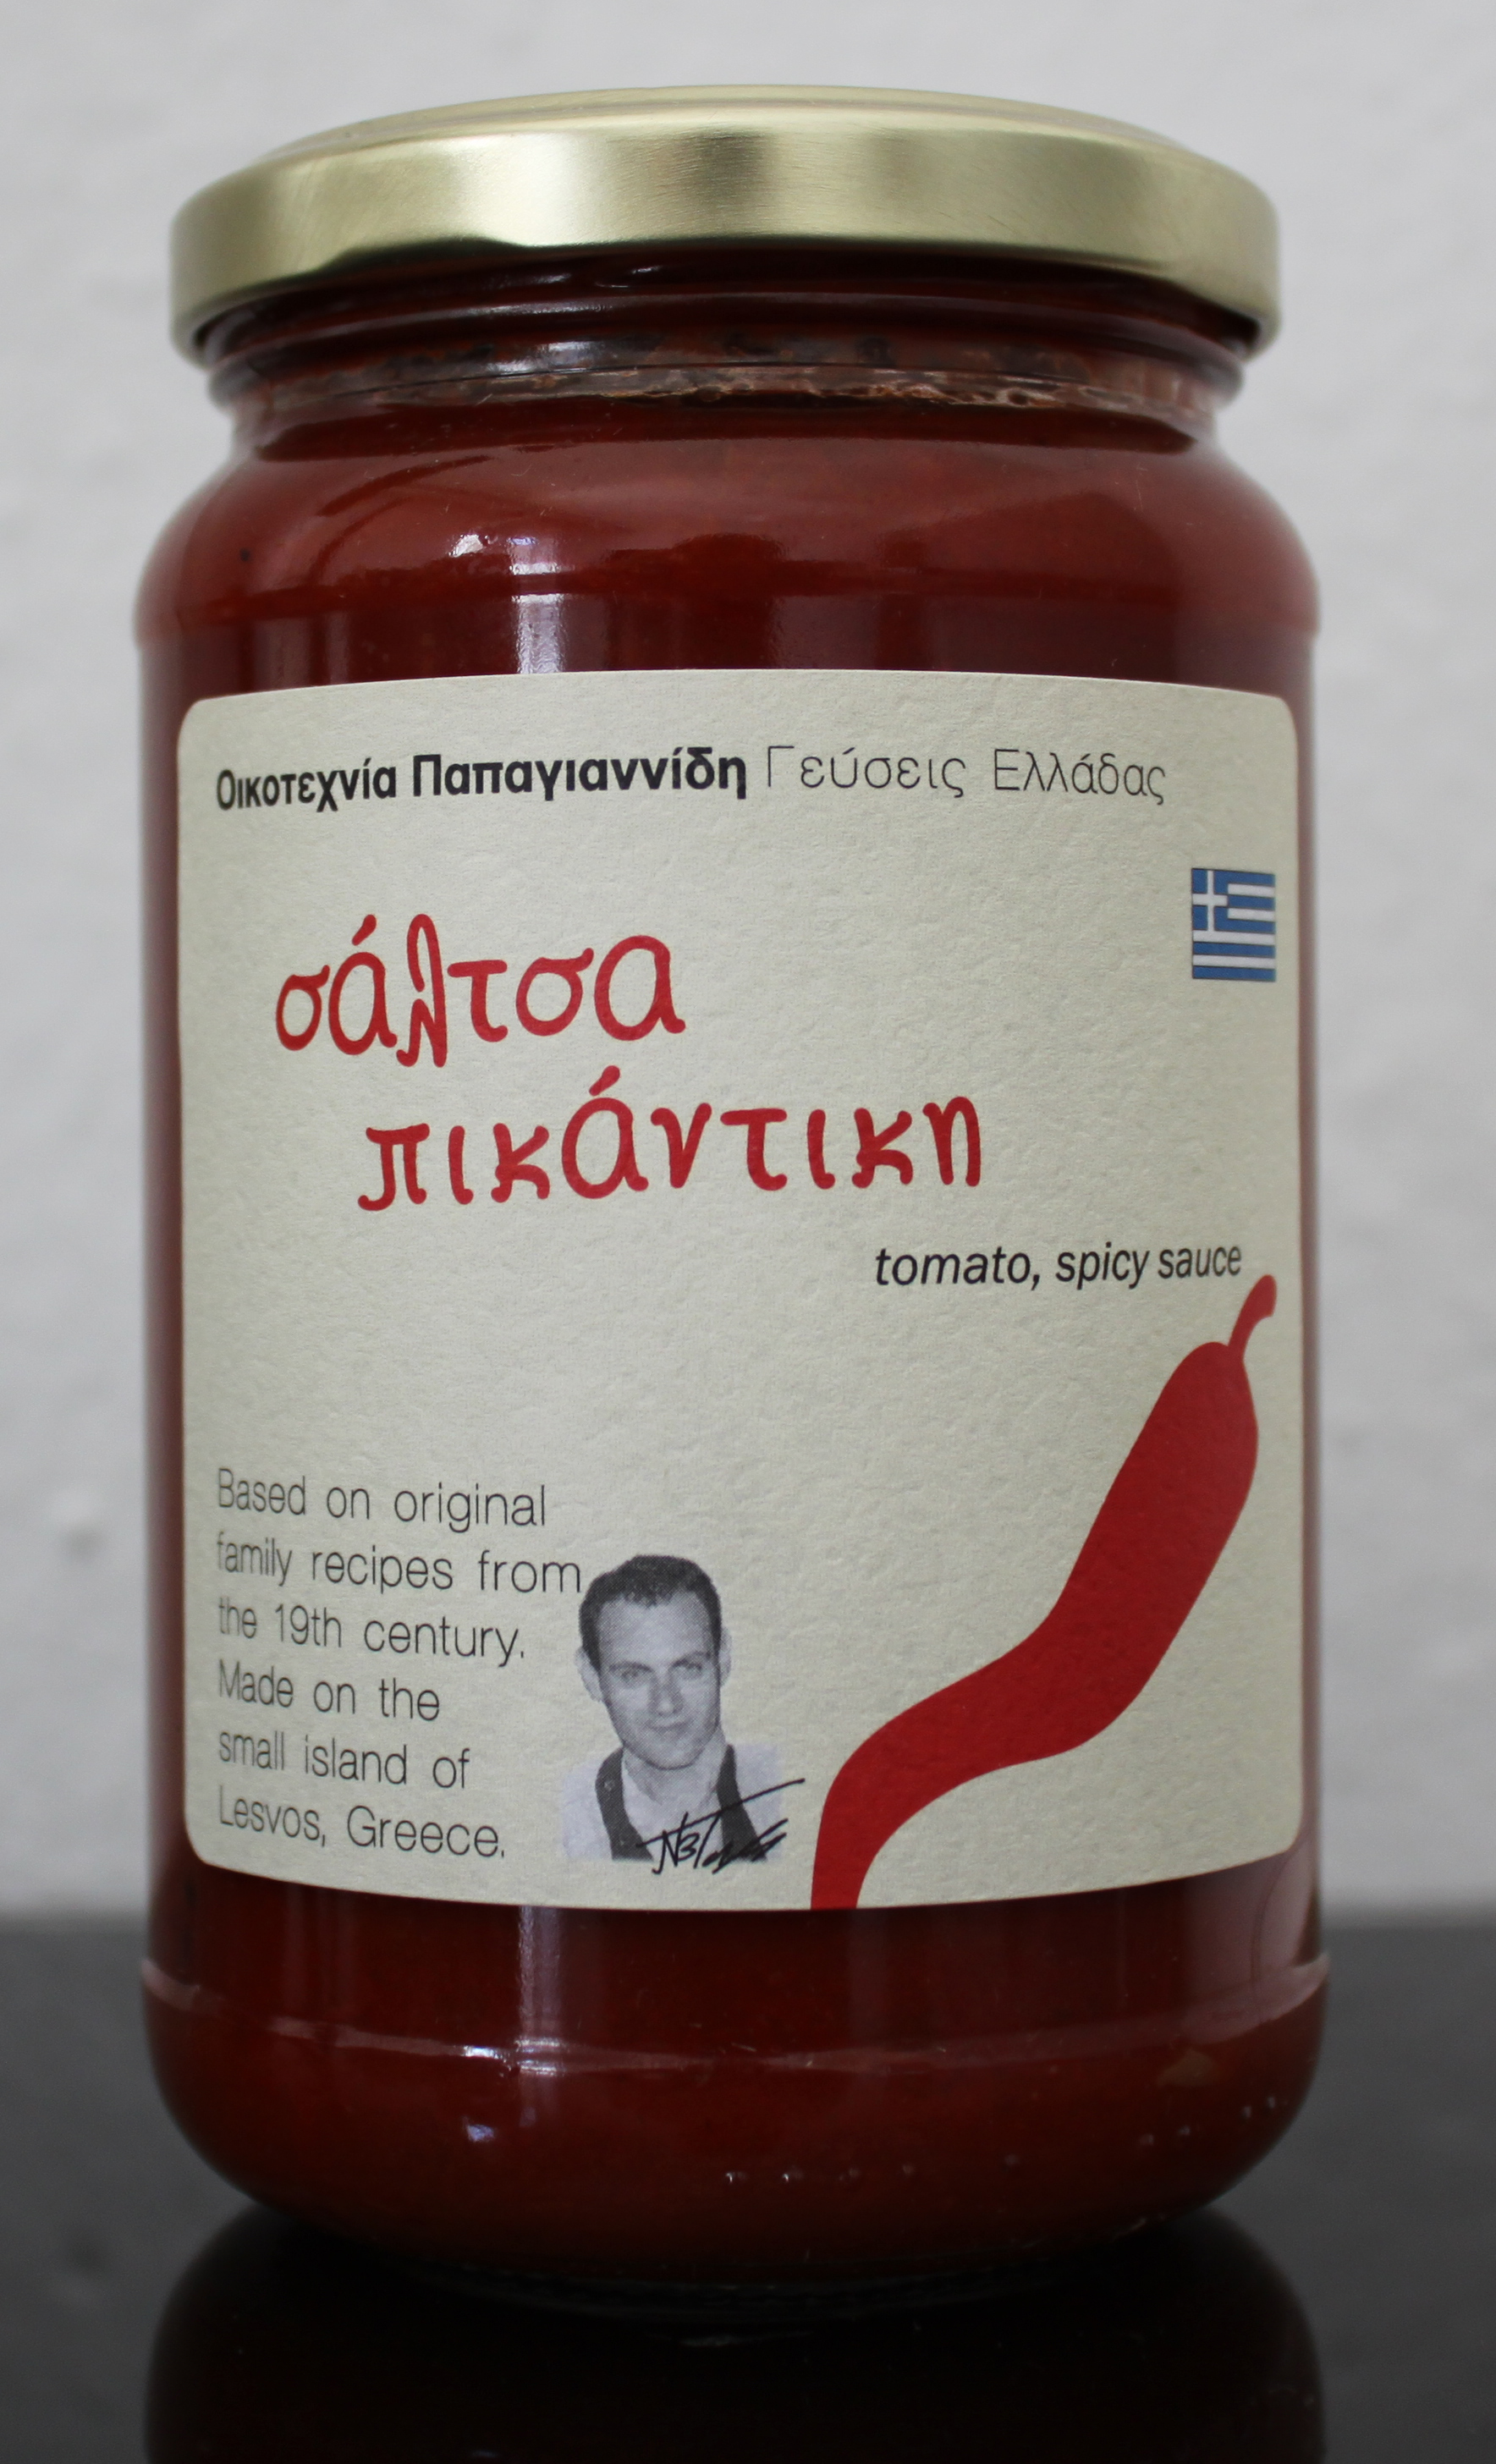 Οικοτεχνία Παπαγιαννίδη Γεύσεις Ελλάδας
σάλτσα
πικάντικη
tomato, spicy sauce
Based on original
family recipes from
the 19th century.
Made on the
small island of
Lesvos, Greece.